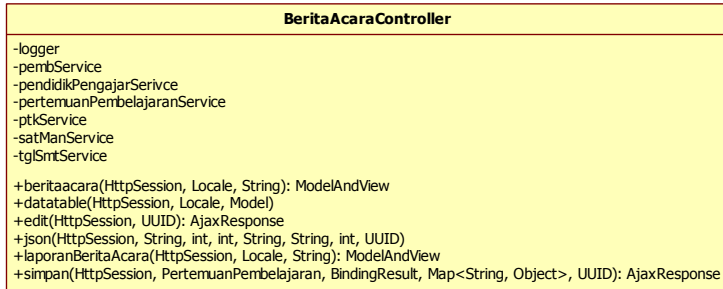 BeritaAcaraController
-logger
-pembService
-pendidikPengajarSerivce
-pertemuanPembelajaranService
-ptkService
-satManService
-tglSmtService
+beritaacara(HttpSession, Locale, String): ModelAndView
+datatable(HttpSession, Locale, Model)
+edit(HttpSession, UUID): AjaxResponse
+json(HttpSession, String, int, int, String, String, int, UUID)
+laporanBeritaAcara(HttpSession, Locale, String): ModelAndView
+simpan(HttpSession, PertemuanPembelajaran, BindingResult, Map<String, Object>, UUID): AjaxResponse